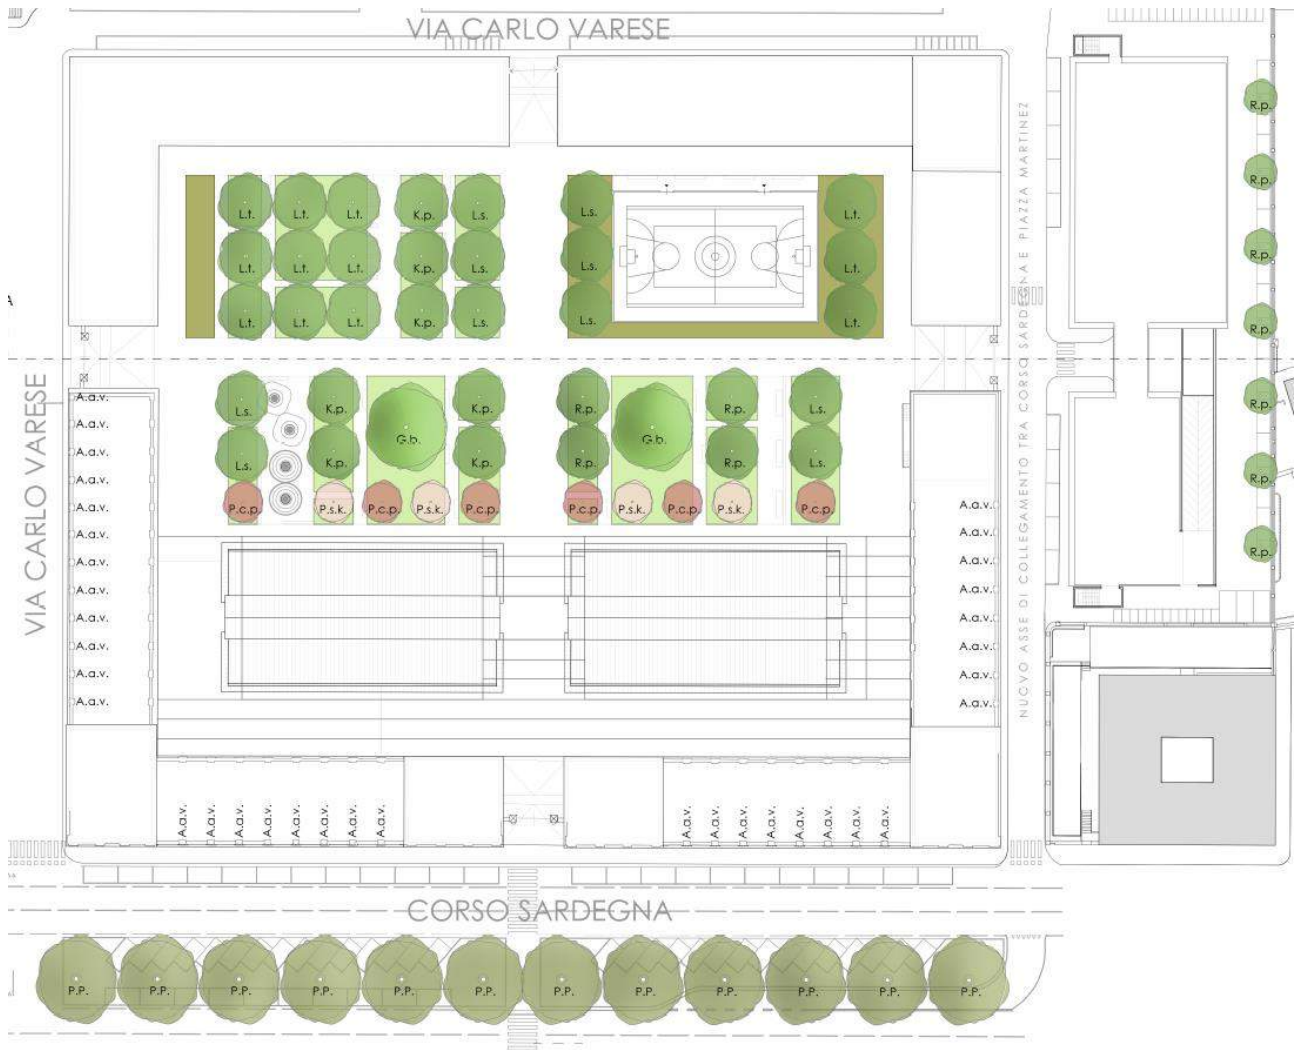 VIA CARLO VARESE
R.p.
R.p.
L.t. L.t. L.t. K.p. L.s. L.s. L.t.
R.p.
L.t. L.t. L.t. K.p. L.s. L.s. L.t.
L.t. L.t. L.t. K.p. L.s. L.s. L.t.
R.p.
NUOVO ASSE DI COLLEGAMENTO TRA CORSO SARDEGNA E PIAZZA MARTINEZ
VIA CARLO VARESE
A.a.v.
A.a.v.
A.a.v.
A.a.v.
A.a.v.
A.a.v.
A.a.v.
A.a.v.
A.a.v.
A.a.v.
A.a.v.
A.a.v.
L.s. K.p. G.b. K.p. R.p. G.b. R.p. L.s.
R.p.
L.s. K.p. K.p. R.p. R.p. L.s.
R.p.
P.c.p. P.s.k. P.c.p. P.s.k. P.c.p. P.c.p. P.s.k. P.c.p. P.s.k. P.c.p.
R.p.
A.a.v.
A.a.v.
A.a.v.
A.a.v.
A.a.v.
A.a.v.
A.a.v.
A.a.v.
A.a.v. A.a.v. A.a.v. A.a.v. A.a.v. A.a.v. A.a.v. A.a.v. A.a.v. A.a.v. A.a.v. A.a.v. A.a.v. A.a.v. A.a.v. A.a.v.
CORSO SARDEGNA
P.P. P.P. P.P. P.P. P.P. P.P. P.P. P.P. P.P. P.P. P.P. P.P.